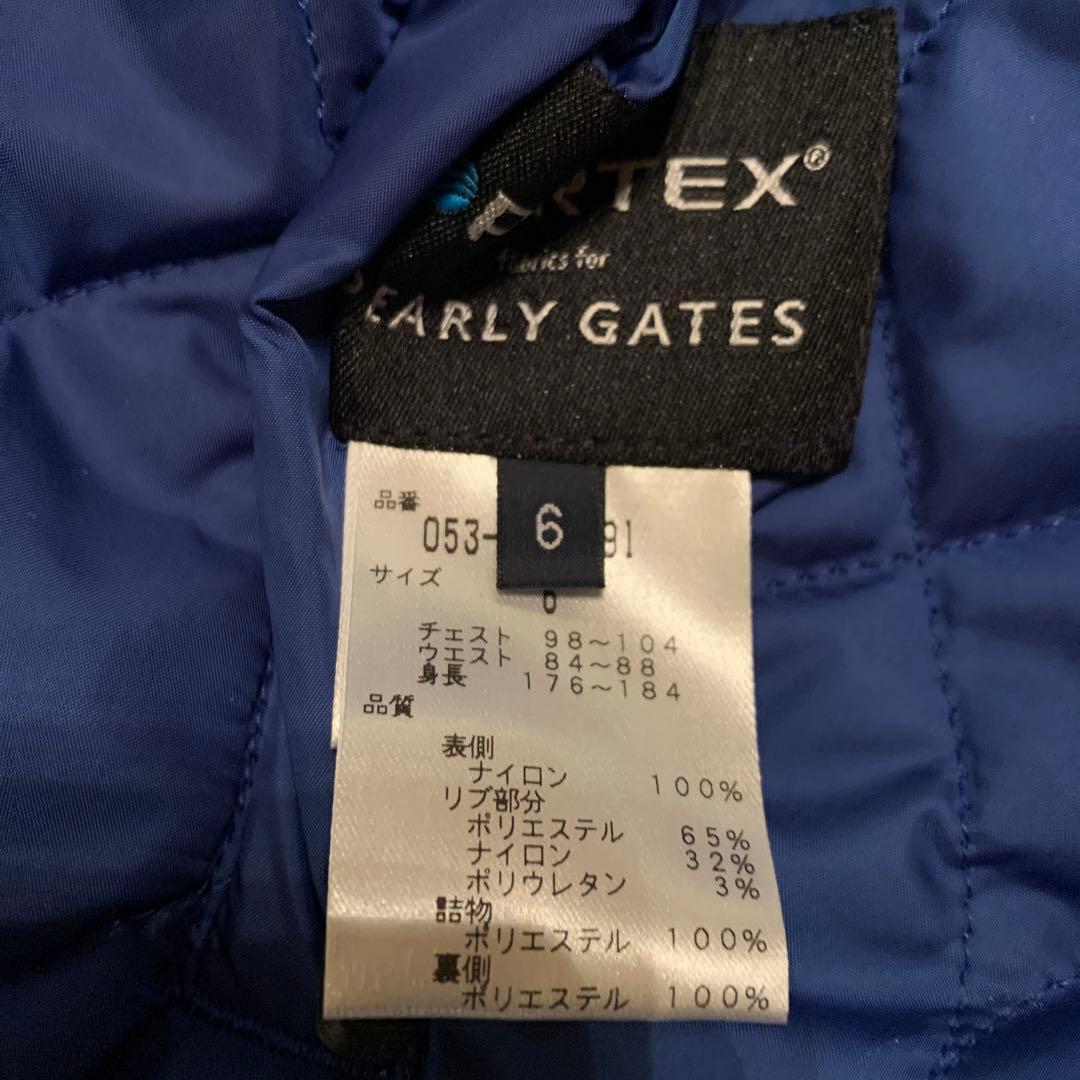 RTEX®
fabrics for
EARLY GATES
6
品番
053- 91
サイズ
チェスト 98～104
ウエスト 84～88
身長 176～184
品質
表側
ナイロン 100%
リブ部分
ポリエステル 65%
ナイロン 32%
ポリウレタン 3%
詰物
ポリエステル 100%
裏側
ポリエステル 100%